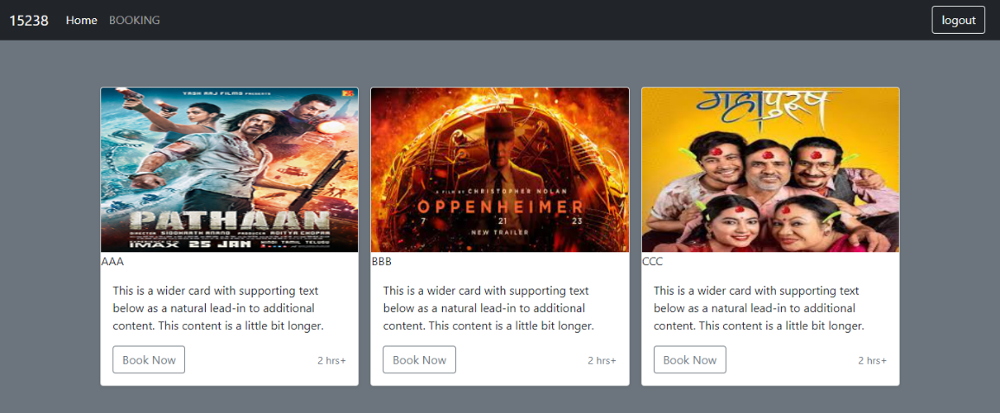 15238 Home BOOKING logout
YASH RAJ FILMS PRESENTS
PATHAAN
DIRECTOR SIDDHARTH ANAND PRODUCER ADITYA CHOPRA
IMAX 25 JAN HINDI TAMIL TELUGU
A FILM BY CHRISTOPHER NOLAN
OPPENHEIMER
7 21 23
NEW TRAILER
महापुरुष
AAA
This is a wider card with supporting text
below as a natural lead-in to additional
content. This content is a little bit longer.
Book Now 2 hrs+
BBB
This is a wider card with supporting text
below as a natural lead-in to additional
content. This content is a little bit longer.
Book Now 2 hrs+
CCC
This is a wider card with supporting text
below as a natural lead-in to additional
content. This content is a little bit longer.
Book Now 2 hrs+